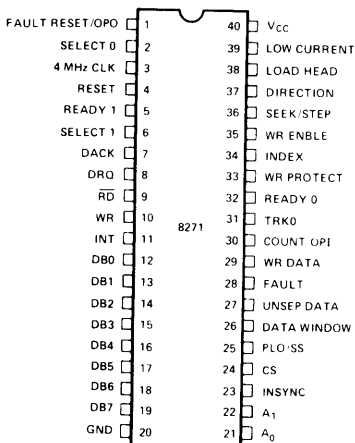 FAULT RESET/OPO 1 40 VCC
SELECT 0 2 39 LOW CURRENT
4 MHz CLK 3 38 LOAD HEAD
RESET 4 37 DIRECTION
READY 1 5 36 SEEK/STEP
SELECT 1 6 35 WR ENBLE
DACK 7 34 INDEX
DRQ 8 33 WR PROTECT
RD 9 32 READY 0
WR 10 31 TRK0
8271
INT 11 30 COUNT OPI
DB0 12 29 WR DATA
DB1 13 28 FAULT
DB2 14 27 UNSEP DATA
DB3 15 26 DATA WINDOW
DB4 16 25 PLO/SS
DB5 17 24 CS
DB6 18 23 INSYNC
DB7 19 22 A1
GND 20 21 A0